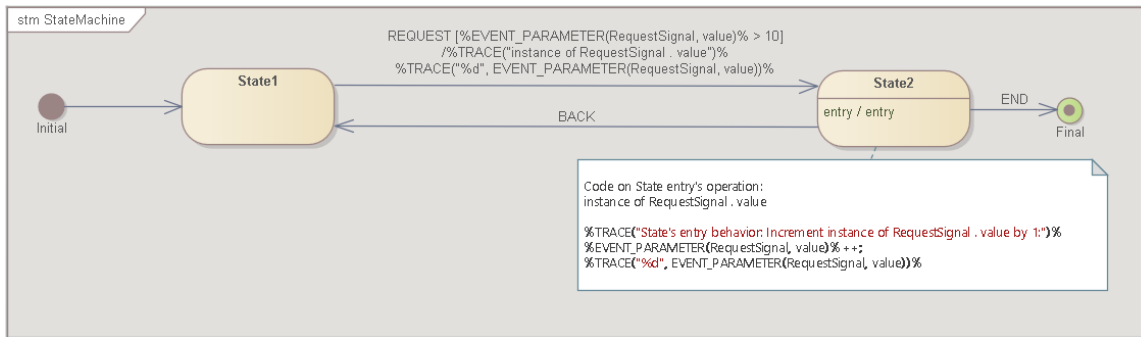 stm StateMachine
REQUEST [%EVENT_PARAMETER(RequestSignal, value)% > 10]
/%TRACE("instance of RequestSignal . value")%
%TRACE("%d", EVENT_PARAMETER(RequestSignal, value))%
State1
State2
entry / entry
END
BACK
Initial
Final
Code on State entry's operation:
instance of RequestSignal . value
%TRACE("State's entry behavior: Increment instance of RequestSignal . value by 1:")%
%EVENT_PARAMETER(RequestSignal, value)% ++;
%TRACE("%d", EVENT_PARAMETER(RequestSignal, value))%